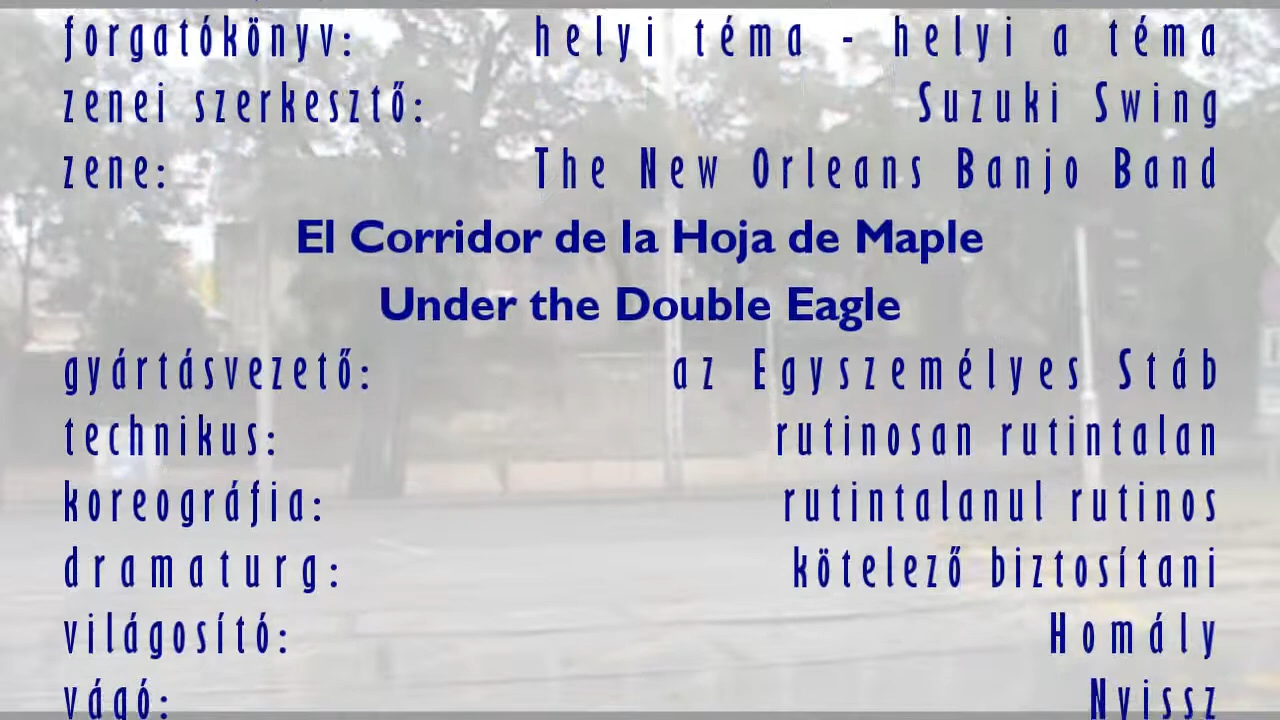 forgatókönyv: helyi téma - helyi a téma
zenei szerkesztő: Suzuki Swing
zene: The New Orleans Banjo Band
El Corridor de la Hoja de Maple
Under the Double Eagle
gyártásvezető: az Egyszemélyes Stáb
technikus: rutinosan rutintalan
koreográfia: rutintalanul rutinos
dramaturg: kötelező biztosítani
világosító: Homály
vágó: Nyissz